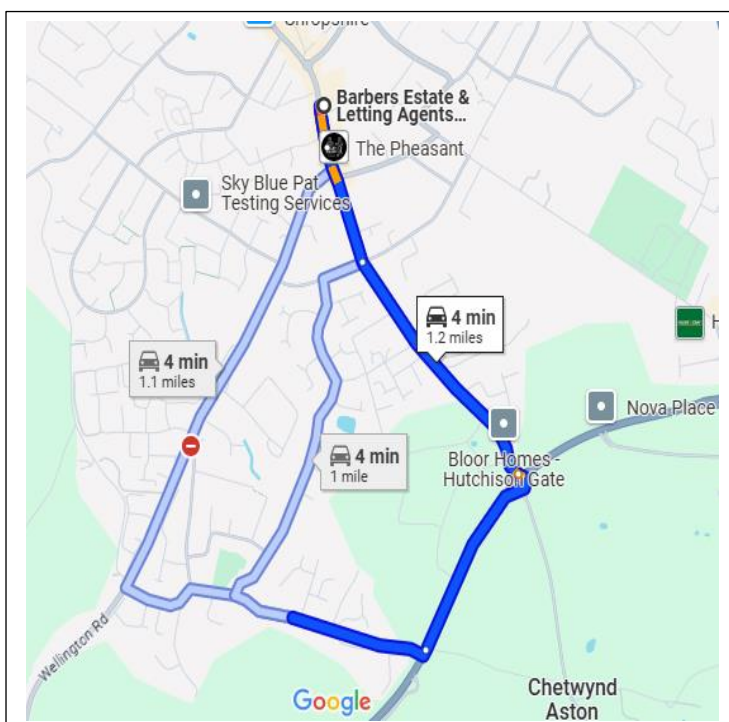 Shropshire
Barbers Estate &
Letting Agents...
The Pheasant
Sky Blue Pat
Testing Services
4 min
1.2 miles
4 min
1.1 miles
Nova Place
4 min
1 mile
Bloor Homes -
Hutchison Gate
Wellington Rd
Chetwynd
Aston
Google